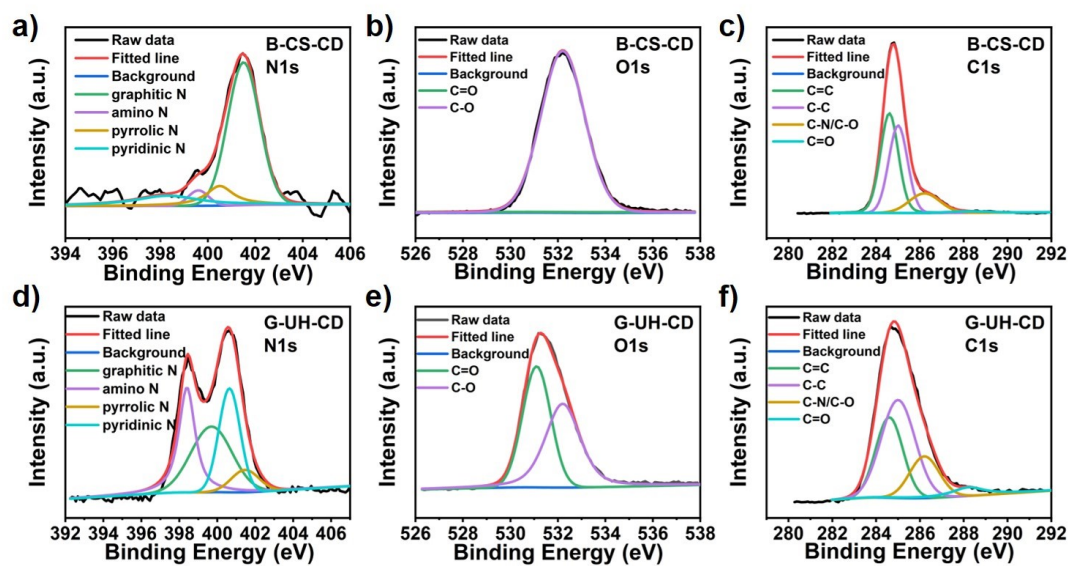 a)
Intensity (a.u.)
Raw data
Fitted line
Background
graphitic N
amino N
pyrrolic N
pyridinic N
B-CS-CD
N1s
394 396 398 400 402 404 406
Binding Energy (eV)
b)
Intensity (a.u.)
Raw data
Fitted line
Background
C=O
C-O
B-CS-CD
O1s
526 528 530 532 534 536 538
Binding Energy (eV)
c)
Intensity (a.u.)
Raw data
Fitted line
Background
C=C
C-C
C-N/C-O
C=O
B-CS-CD
C1s
280 282 284 286 288 290 292
Binding Energy (eV)
d)
Intensity (a.u.)
Raw data
Fitted line
Background
graphitic N
amino N
pyrrolic N
pyridinic N
G-UH-CD
N1s
392 394 396 398 400 402 404 406
Binding Energy (eV)
e)
Intensity (a.u.)
Raw data
Fitted line
Background
C=O
C-O
G-UH-CD
O1s
526 528 530 532 534 536 538
Binding Energy (eV)
f)
Intensity (a.u.)
Raw data
Fitted line
Background
C=C
C-C
C-N/C-O
C=O
G-UH-CD
C1s
280 282 284 286 288 290 292
Binding Energy (eV)